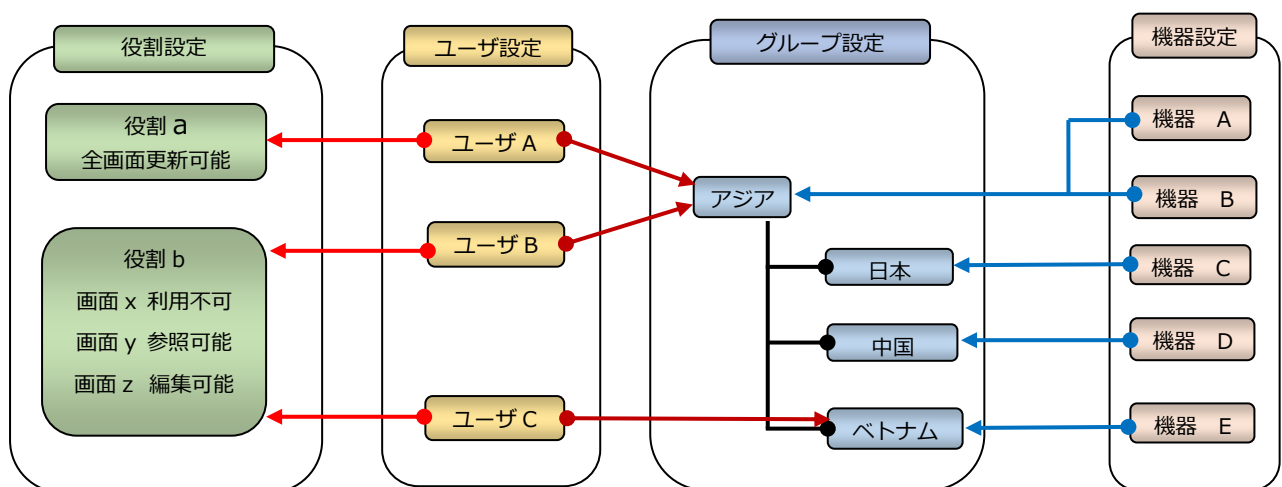 役割設定
役割 a
全画面更新可能
役割 b
画面 x 利用不可
画面 y 参照可能
画面 z 編集可能
ユーザ設定
ユーザ A
ユーザ B
ユーザ C
グループ設定
アジア
日本
中国
ベトナム
機器設定
機器　A
機器　B
機器　C
機器　D
機器　E